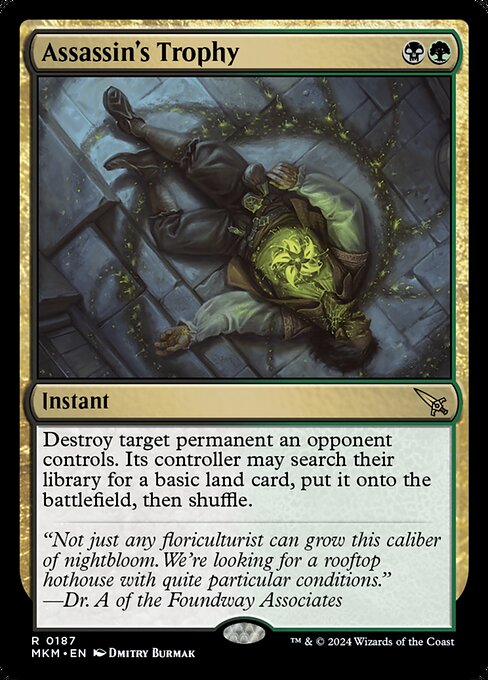 Assassin's Trophy
Instant
Destroy target permanent an opponent
controls. Its controller may search their
library for a basic land card, put it onto the
battlefield, then shuffle.
“Not just any floriculturist can grow this caliber
of nightbloom. We're looking for a rooftop
hothouse with quite particular conditions.”
—Dr. A of the Foundway Associates
R 0187
MKM • EN Dmitry Burmak
™ & © 2024 Wizards of the Coast